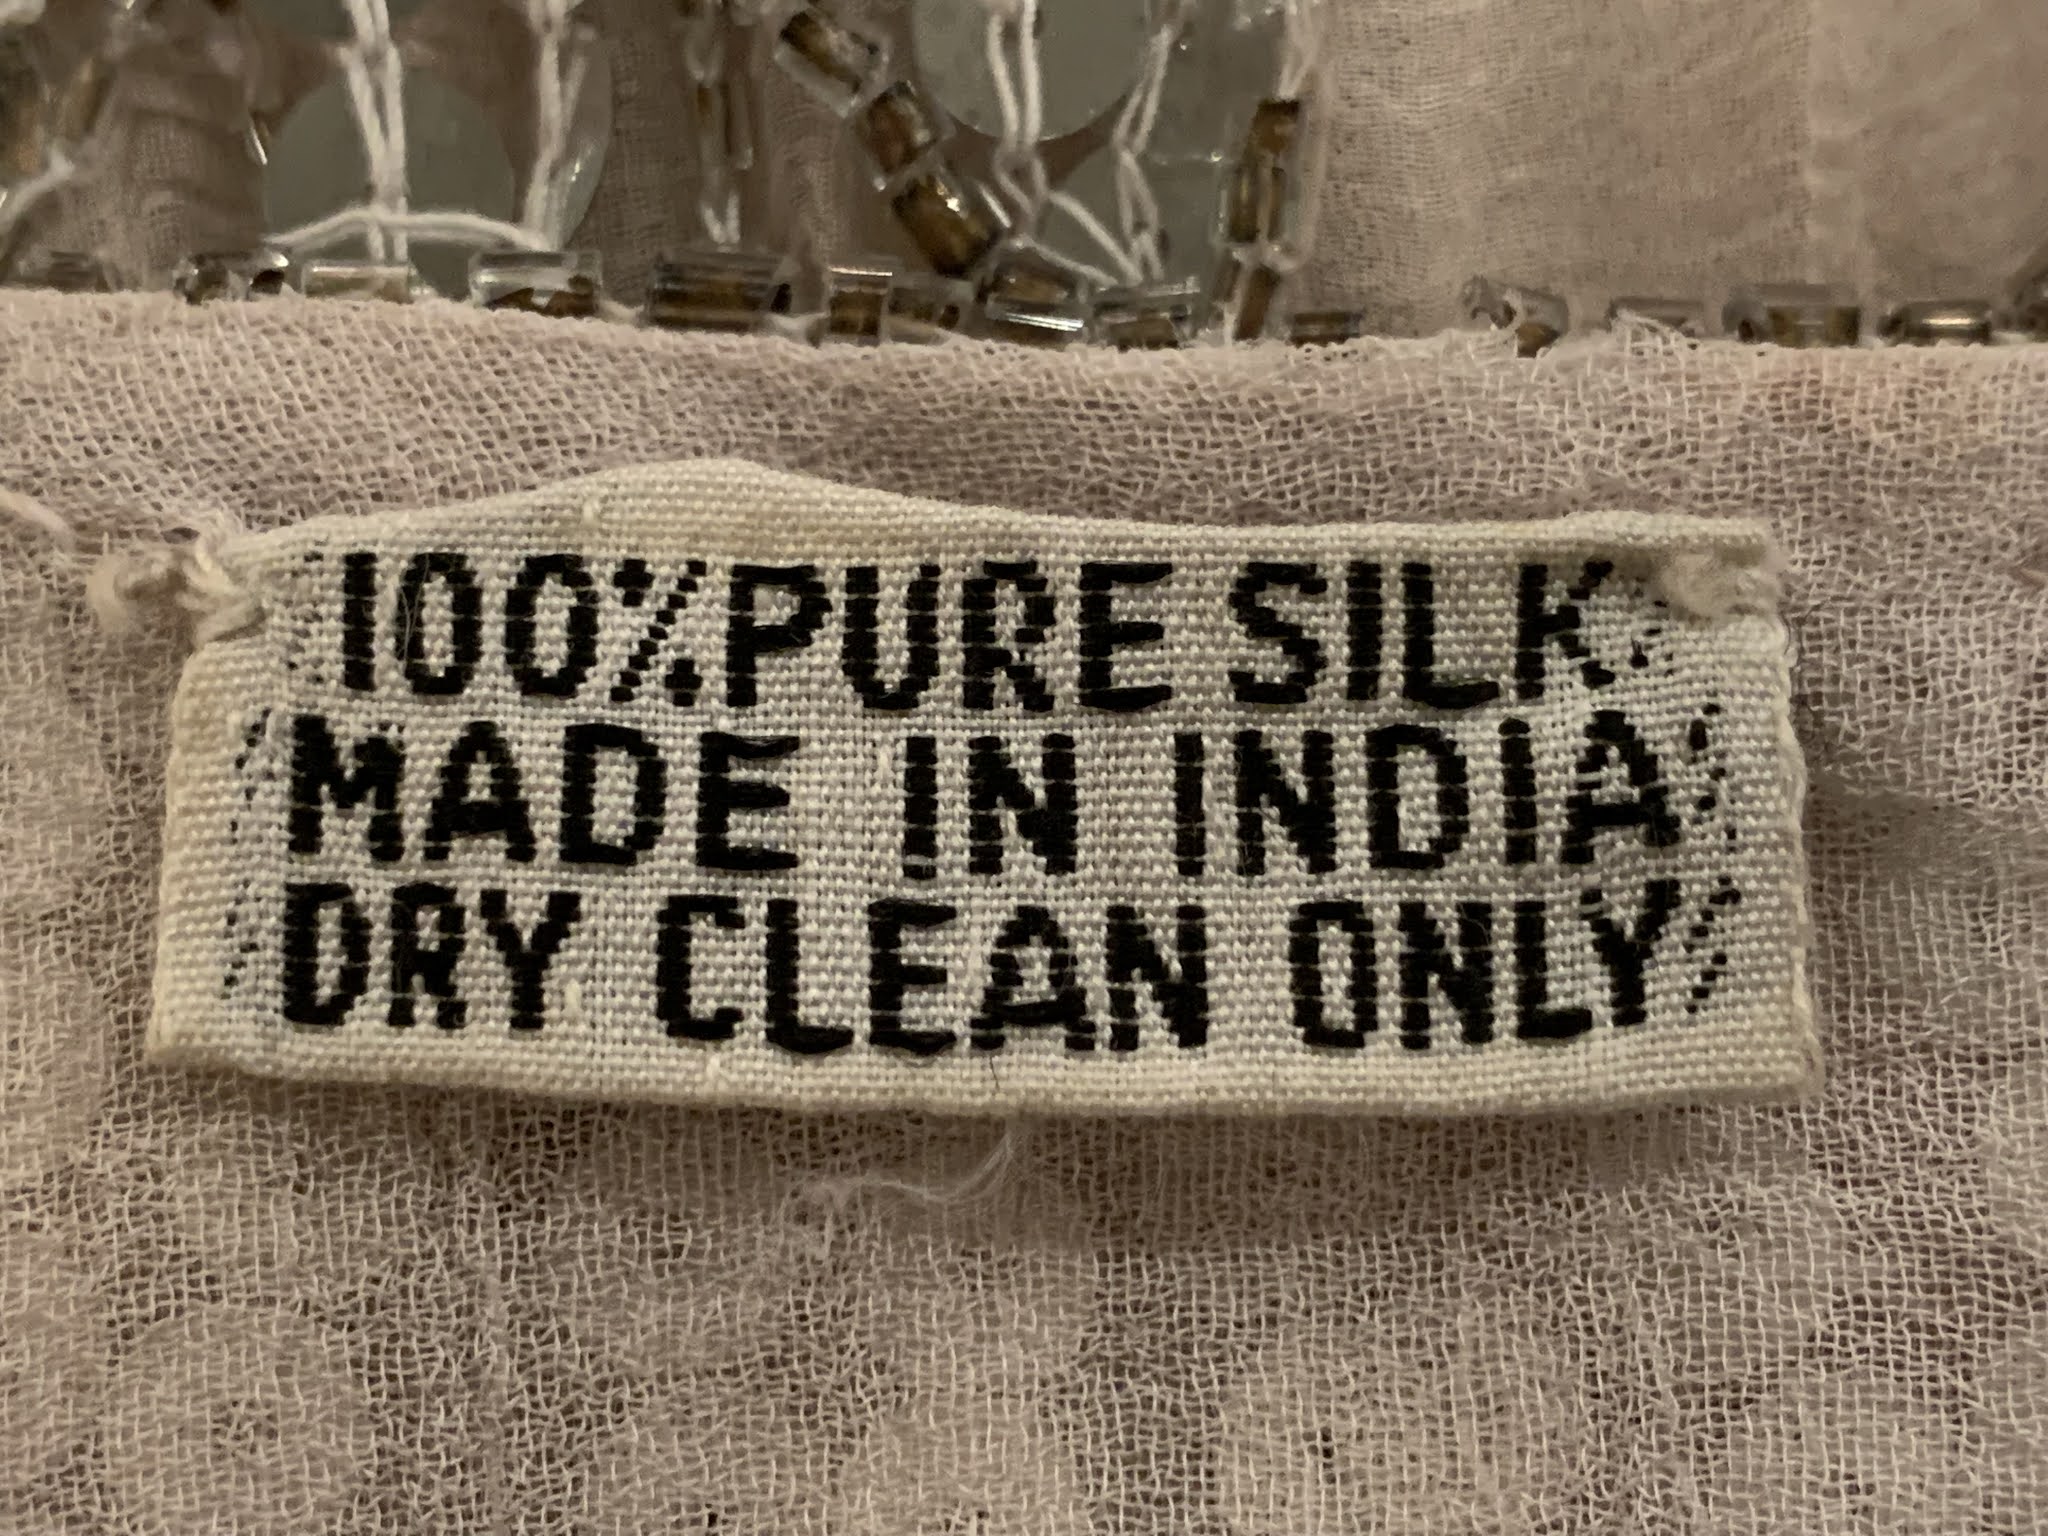 100% PURE SILK
MADE IN INDIA
DRY CLEAN ONLY